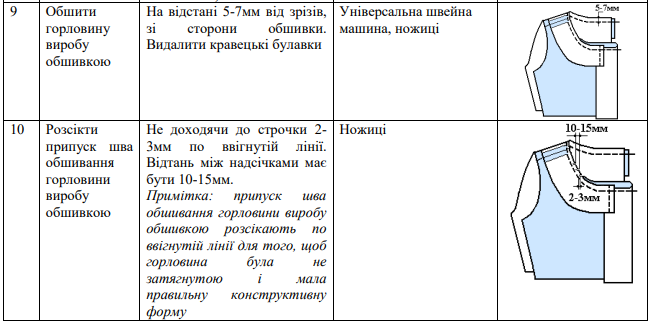 9
Обшити
горловину
виробу
обшивкою
На відстані 5-7мм від зрізів,
зі сторони обшивки.
Видалити кравецькі булавки
Універсальна швейна
машина, ножиці
5-7мм
10
Розсікти
припуск шва
обшивання
горловини
виробу
обшивкою
Не доходячи до строчки 2-
3мм по ввігнутій лінії.
Відтань між надсічками має
бути 10-15мм.
Примітка: припуск шва
обшивання горловини виробу
обшивкою розсікають по
ввігнутій лінії для того, щоб
горловина була не
затягнутою і мала
правильну конструктивну
форму
Ножиці
10-15мм
2-3мм